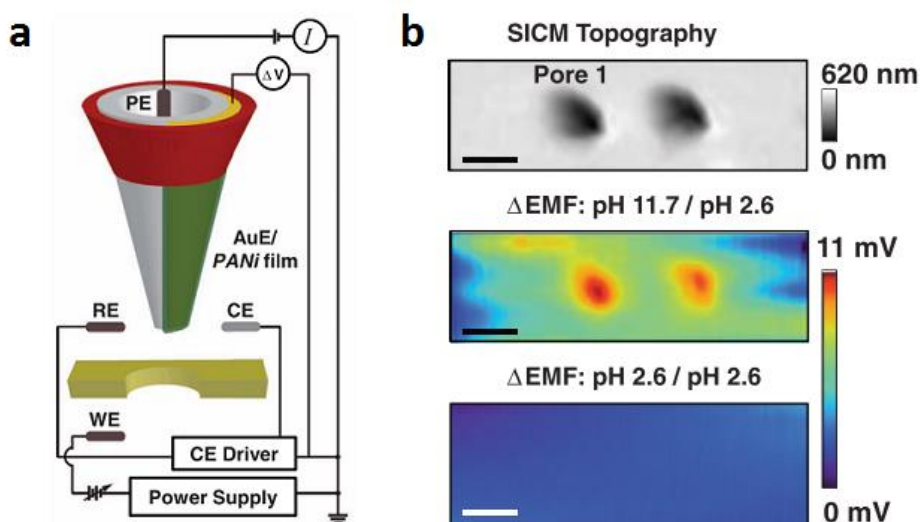 a
I
ΔV
PE
AuE/
PANi film
RE
CE
WE
CE Driver
Power Supply
b
SICM Topography
Pore 1
620 nm
0 nm
ΔEMF: pH 11.7 / pH 2.6
11 mV
ΔEMF: pH 2.6 / pH 2.6
0 mV